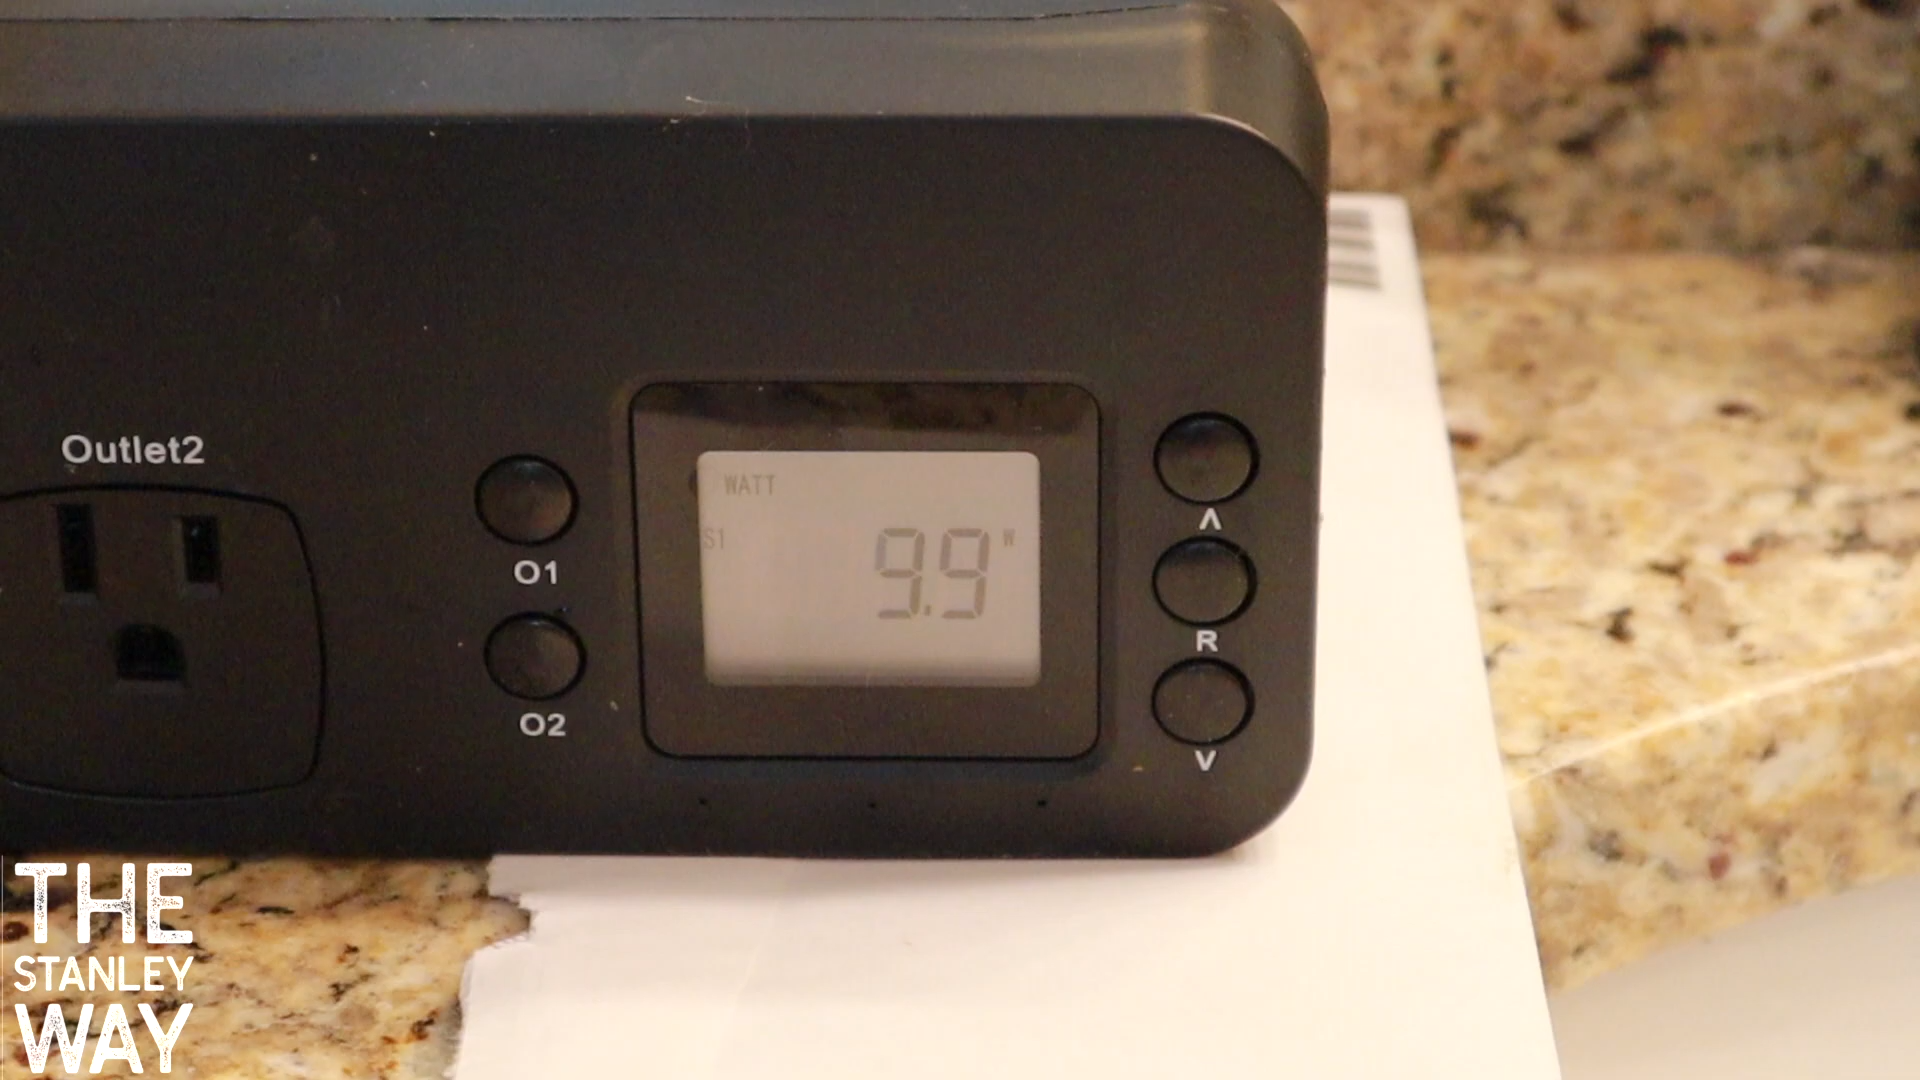 Outlet2
O1
O2
WATT
S1
9.9 W
Λ
R
V
THE
STANLEY
WAY